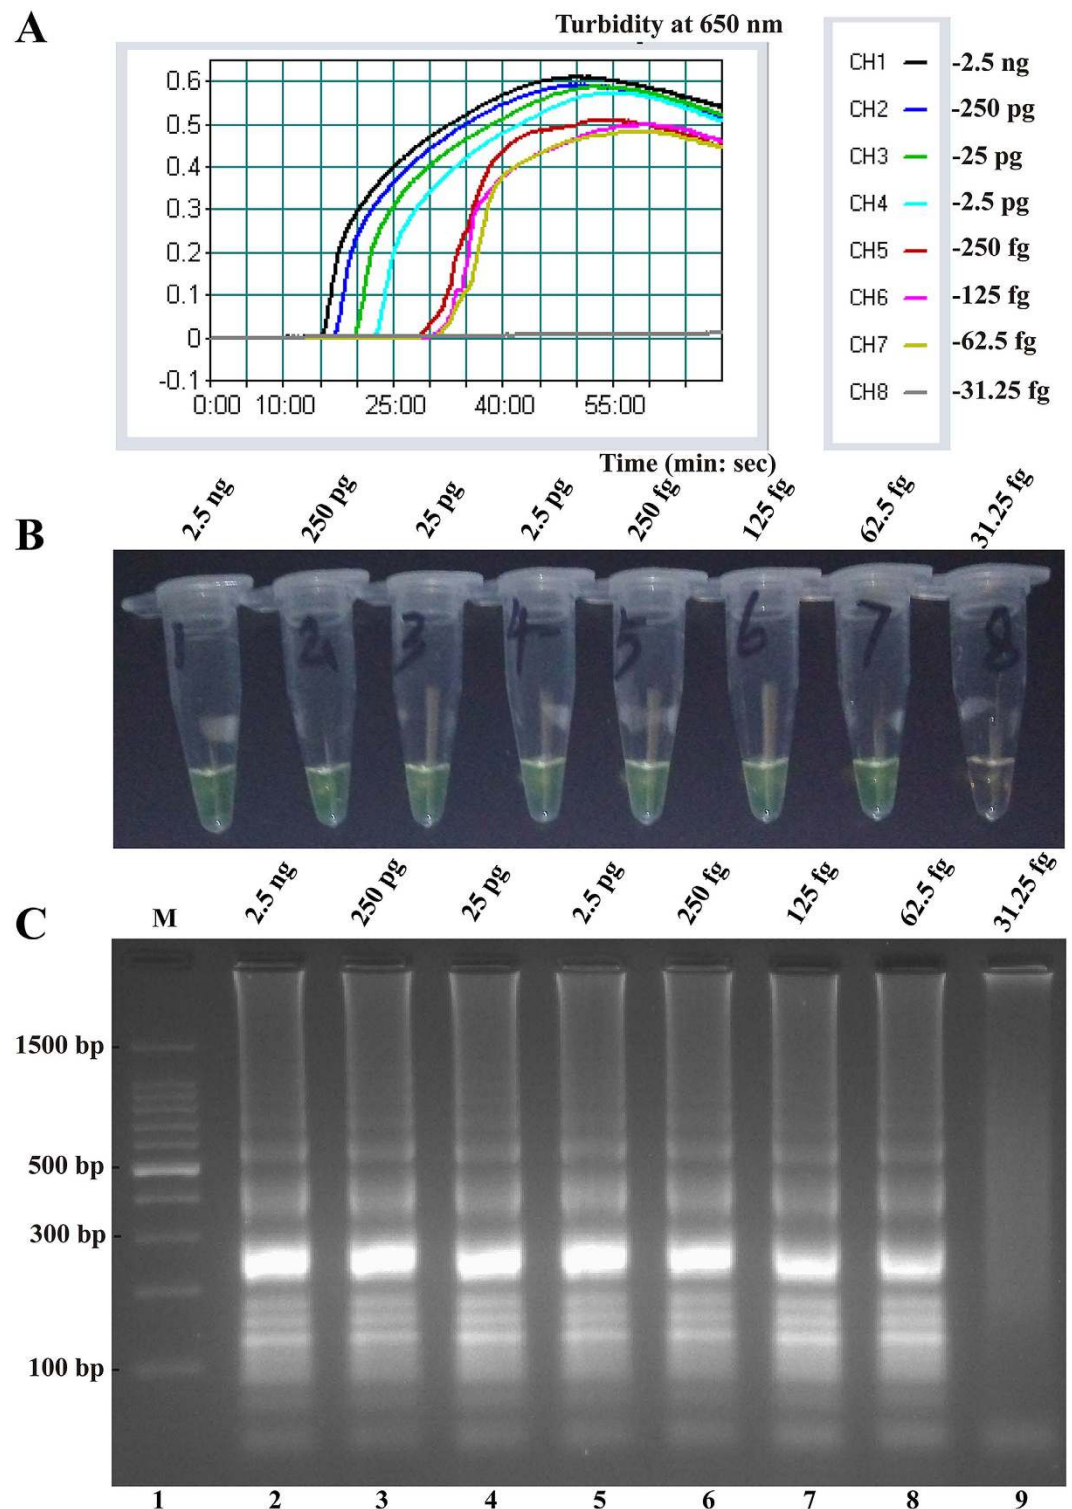 A
Turbidity at 650 nm
0.6
0.5
0.4
0.3
0.2
0.1
0
-0.1
0:00 10:00 25:00 40:00 55:00
Time (min: sec)
CH1 -2.5 ng
CH2 -250 pg
CH3 -25 pg
CH4 -2.5 pg
CH5 -250 fg
CH6 -125 fg
CH7 -62.5 fg
CH8 -31.25 fg
B
2.5 ng 250 pg 25 pg 2.5 pg 250 fg 125 fg 62.5 fg 31.25 fg
1 2 3 4 5 6 7 8
C
M 2.5 ng 250 pg 25 pg 2.5 pg 250 fg 125 fg 62.5 fg 31.25 fg
1500 bp
500 bp
300 bp
100 bp
1 2 3 4 5 6 7 8 9